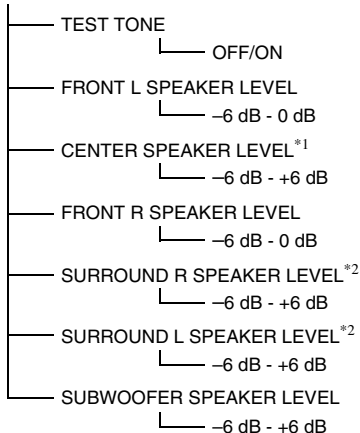 TEST TONE
OFF/ON
FRONT L SPEAKER LEVEL
–6 dB - 0 dB
CENTER SPEAKER LEVEL*1
–6 dB - +6 dB
FRONT R SPEAKER LEVEL
–6 dB - 0 dB
SURROUND R SPEAKER LEVEL*2
–6 dB - +6 dB
SURROUND L SPEAKER LEVEL*2
–6 dB - +6 dB
SUBWOOFER SPEAKER LEVEL
–6 dB - +6 dB